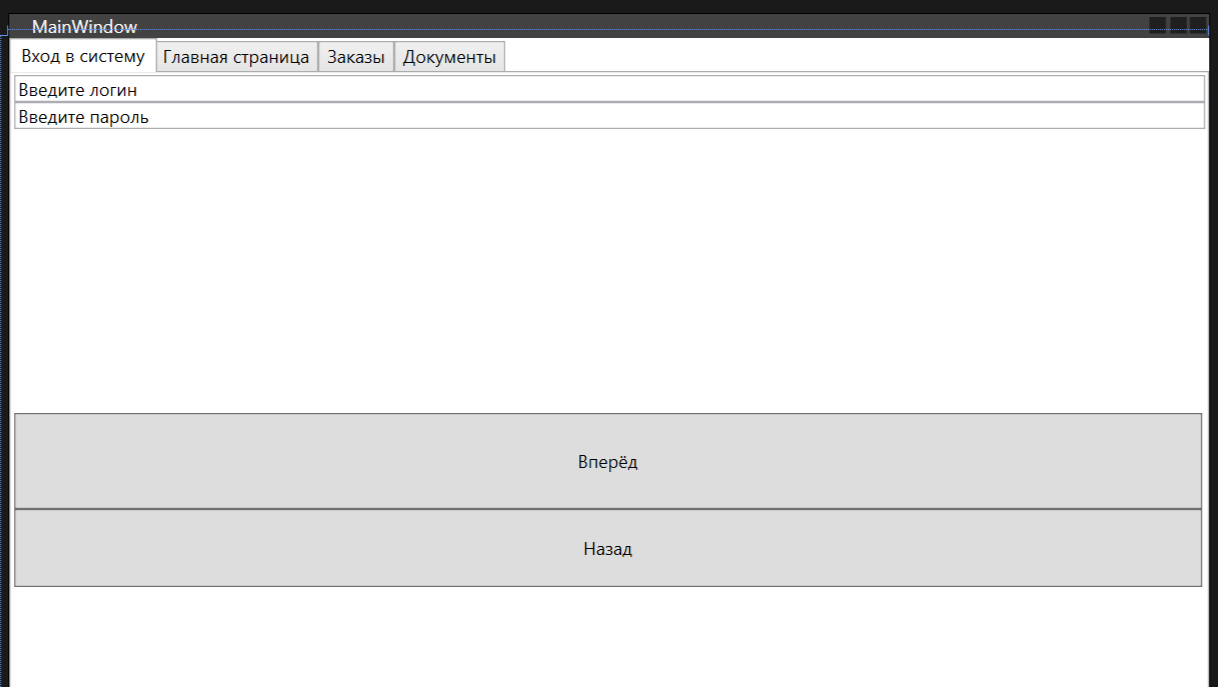 MainWindow
Вход в систему Главная страница Заказы Документы
Введите логин
Введите пароль
Вперёд
Назад